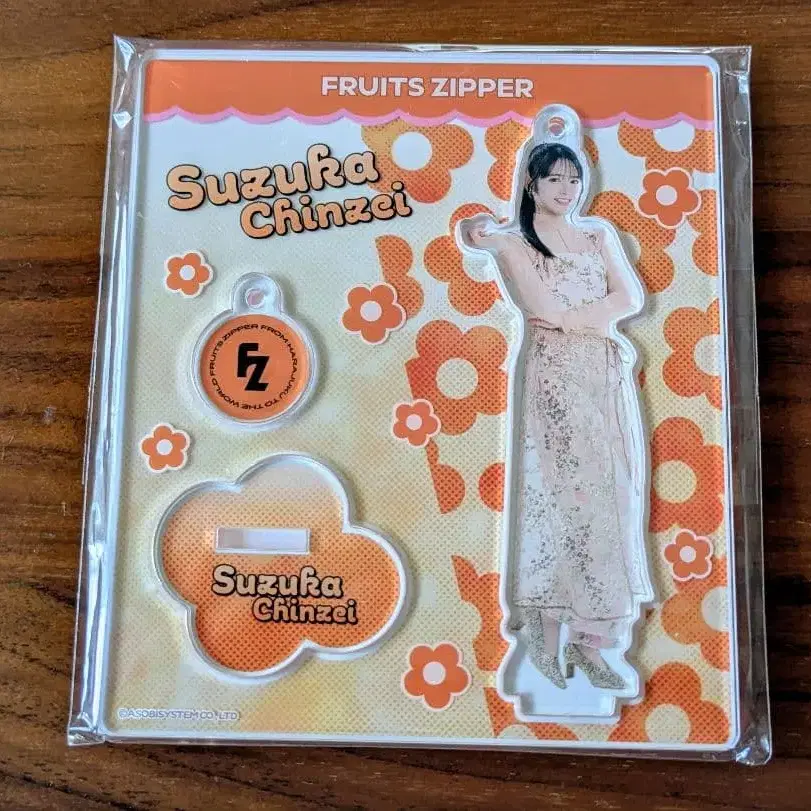 FRUITS ZIPPER
Suzuka
Chinzei
FRUITS ZIPPER FROM HARAJUKU TO THE WORLD
FZ
Suzuka
Chinzei
©ASOBISYSTEM CO., LTD.